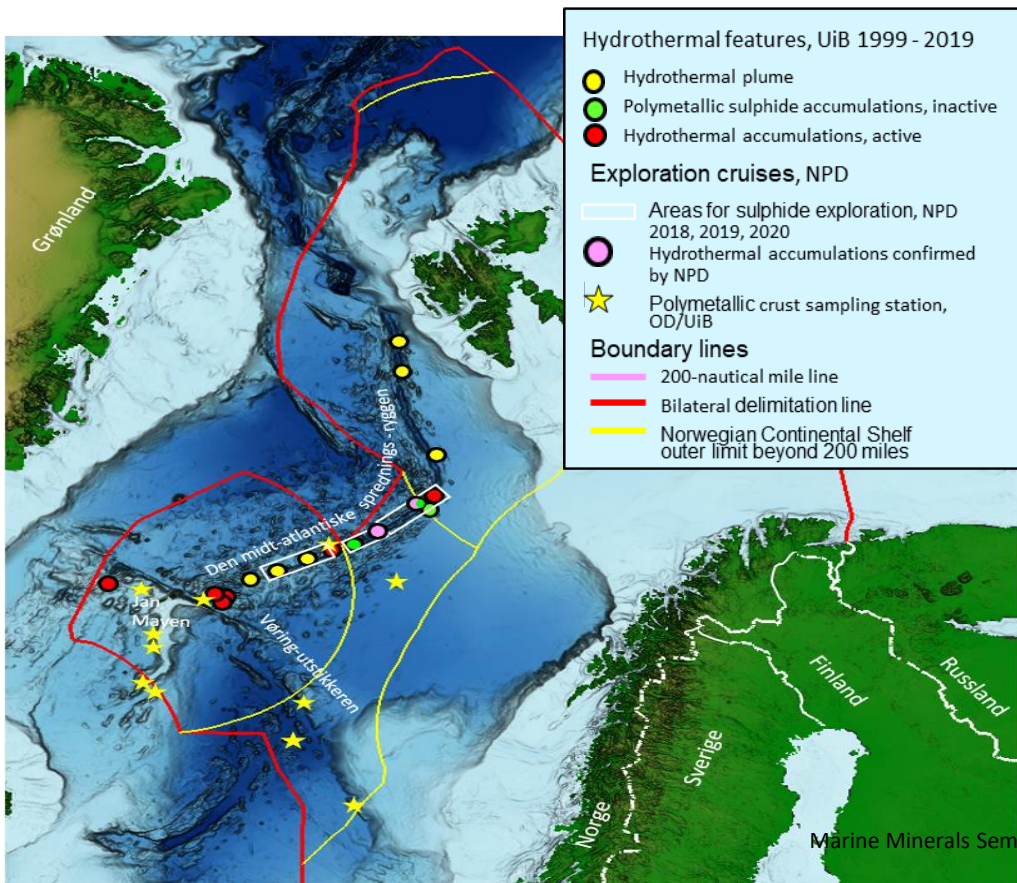 Hydrothermal features, UiB 1999 - 2019
Hydrothermal plume
Polymetallic sulphide accumulations, inactive
Hydrothermal accumulations, active
Exploration cruises, NPD
Areas for sulphide exploration, NPD
2018, 2019, 2020
Hydrothermal accumulations confirmed
by NPD
Polymetallic crust sampling station,
OD/UiB
Boundary lines
200-nautical mile line
Bilateral delimitation line
Norwegian Continental Shelf
outer limit beyond 200 miles
Grønland
Den midt-atlantiske sprednings - ryggen
Jan
Mayen
Vøring-utstikkeren
Norge
Sverige
Finland
Russland
Marine Minerals Sem